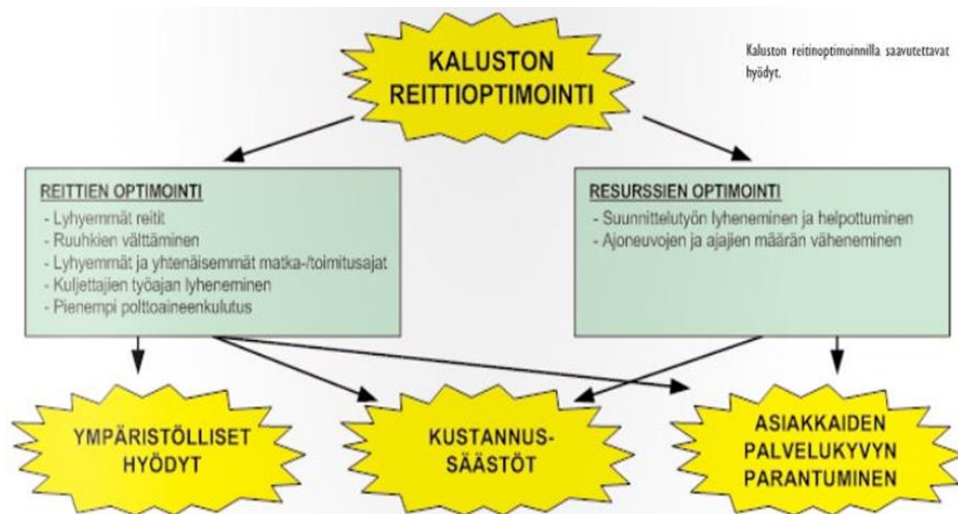 KALUSTON
REITTIOPTIMOINTI
Kaluston reitinoptimoinnilla saavutettavat
hyödyt.
REITTIEN OPTIMOINTI
- Lyhyemmät reitit
- Ruuhkien välttäminen
- Lyhyemmät ja yhtenäisemmät matka-/toimitusajat
- Kuljettajien työajan lyheneminen
- Pienempi polttoaineenkulutus
RESURSSIEN OPTIMOINTI
- Suunnittelutyön lyheneminen ja helpottuminen
- Ajoneuvojen ja ajajien määrän väheneminen
YMPÄRISTÖLLISET
HYÖDYT
KUSTANNUS-
SÄÄSTÖT
ASIAKKAIDEN
PALVELUKYVYN
PARANTUMINEN